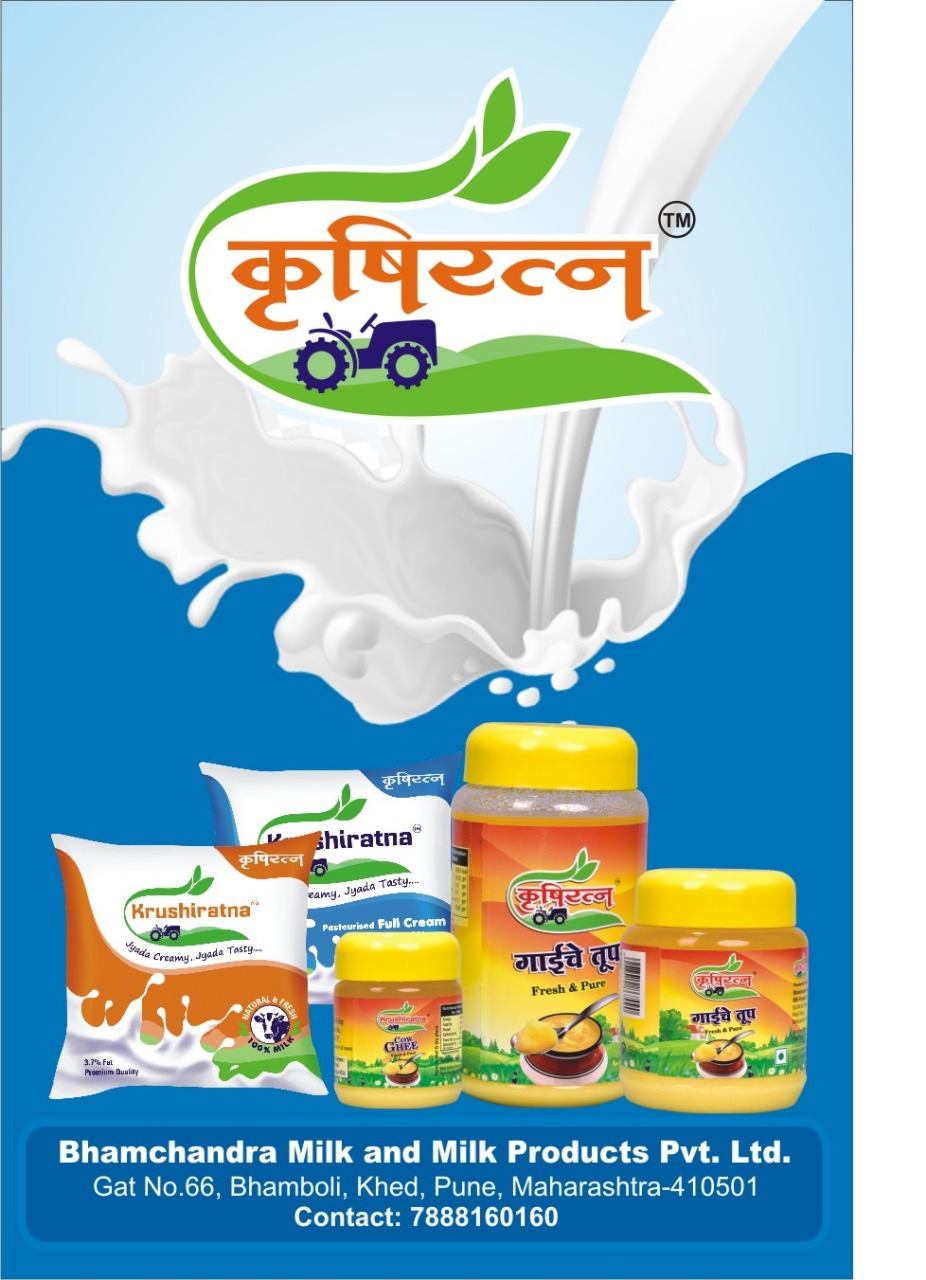 कृषिरत्न
TM
कृषिरत्न
Krushiratna
Creamy, Jyada Tasty....
Pasteurised Full Cream
कृषिरत्न
Krushiratna
Jyada Creamy, Jyada Tasty....
NATURAL & FRESH
100% MILK
3.7% Fat
Premium Quality
Krushiratna
Cow
GHEE
Fresh & Pure
कृषिरत्न
गाईचे तूप
Fresh & Pure
कृषिरत्न
गाईचे तूप
Fresh & Pure
Bhamchandra Milk and Milk Products Pvt. Ltd.
Gat No.66, Bhamboli, Khed, Pune, Maharashtra-410501
Contact: 7888160160